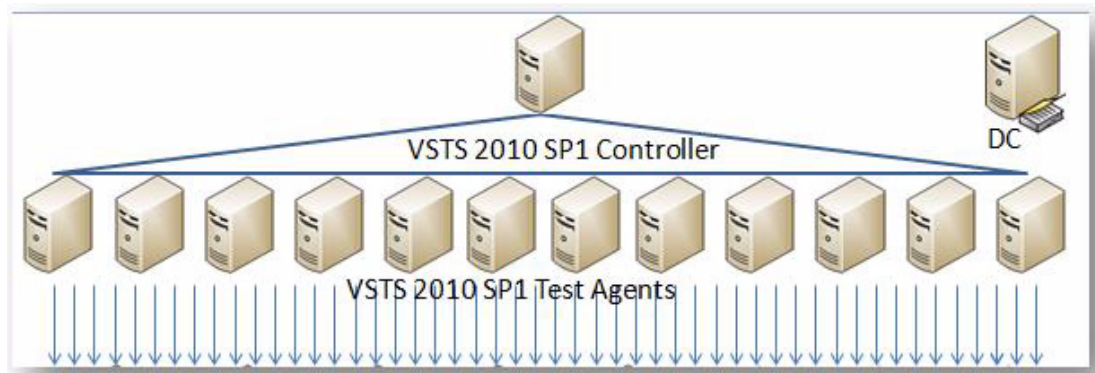 DC
VSTS 2010 SP1 Controller
VSTS 2010 SP1 Test Agents